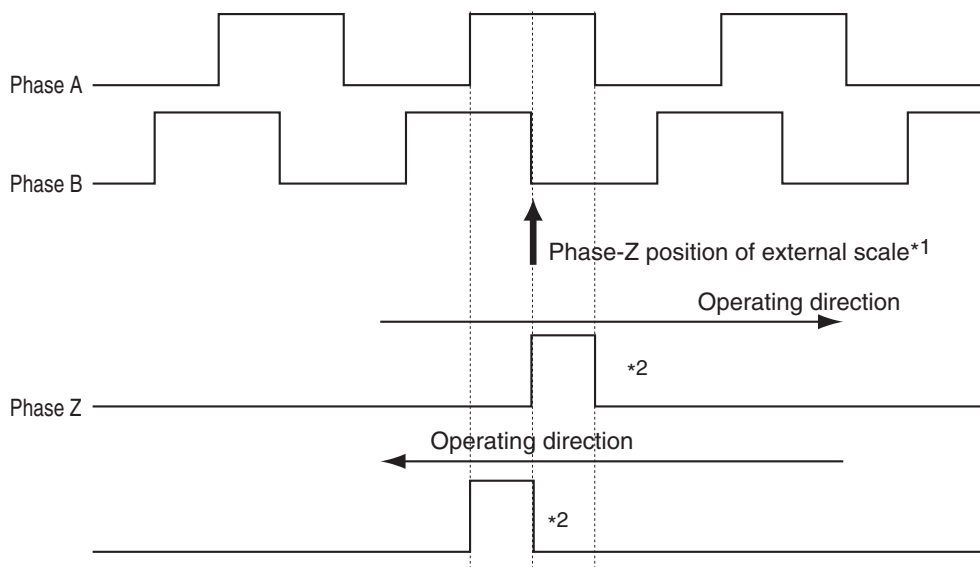 Phase A
Phase B
Phase-Z position of external scale*1
Operating direction
*2
Phase Z
Operating direction
*2